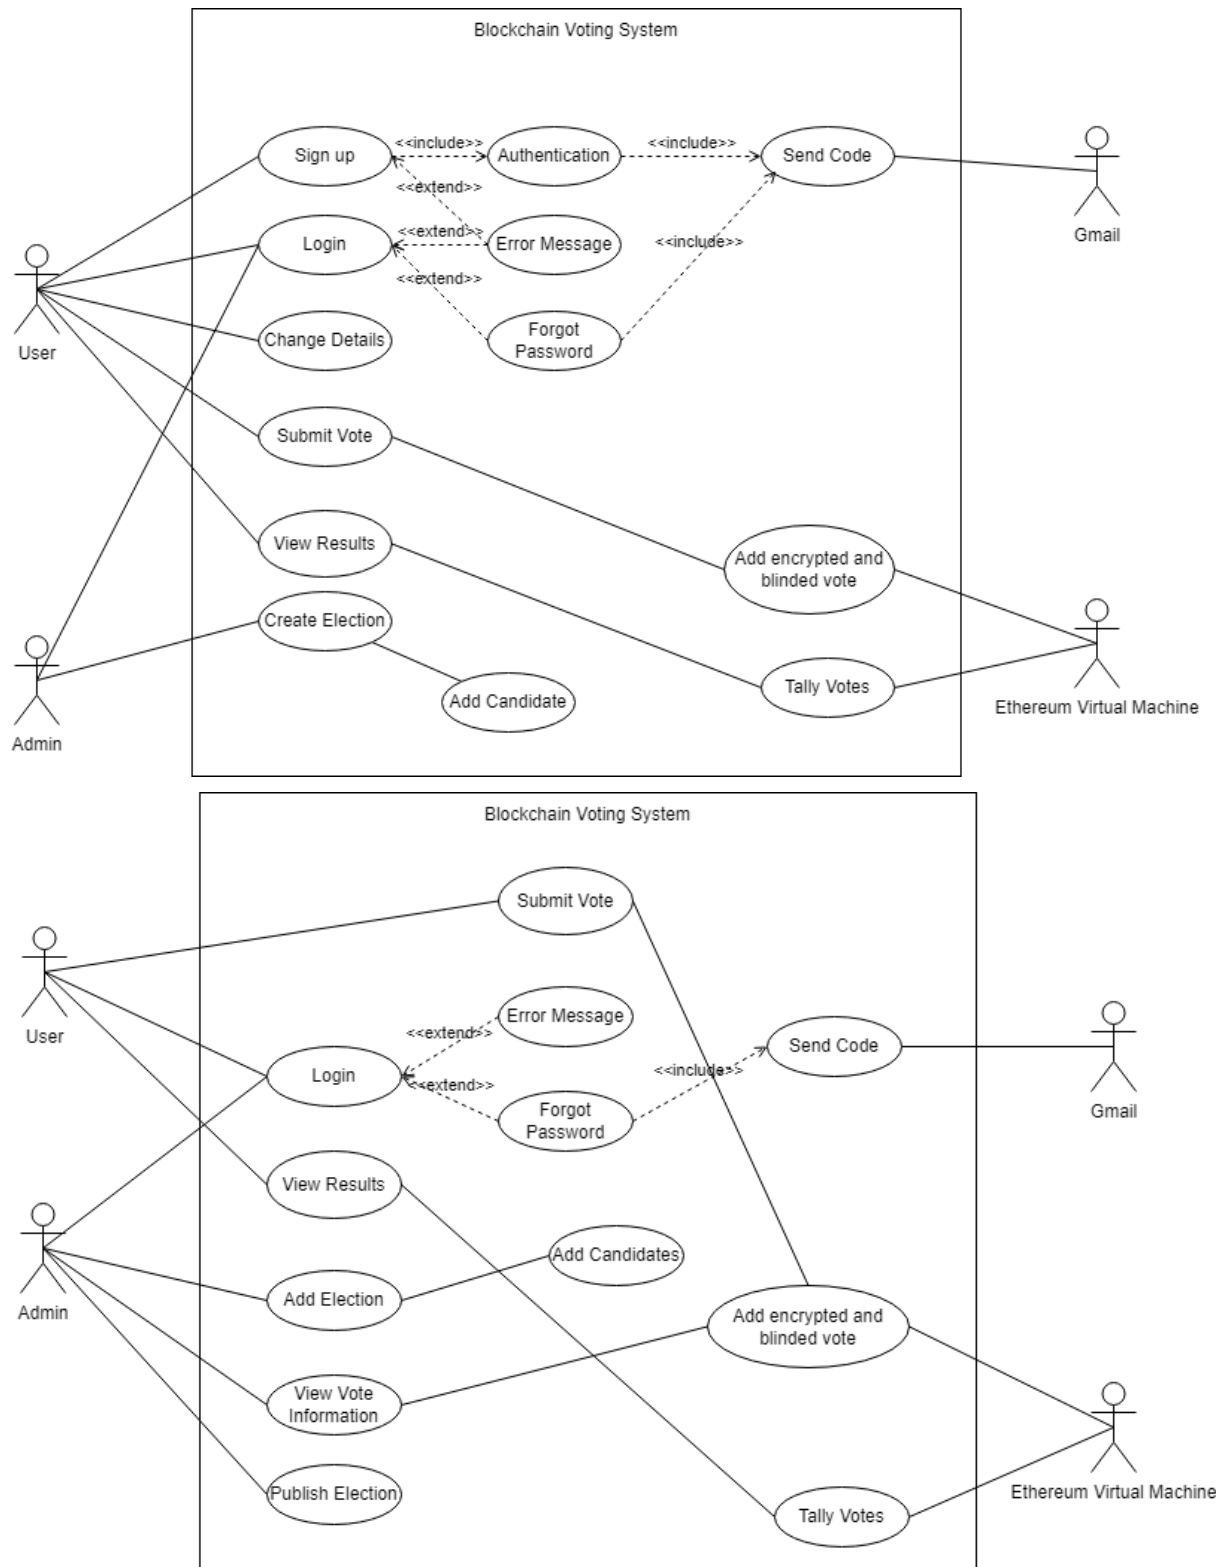 Blockchain Voting System
<<include>>
<<include>>
Sign up
Authentication
Send Code
<<extend>>
Gmail
<<extend>>
Login
Error Message
<<include>>
<<extend>>
User
Change Details
Forgot
Password
Submit Vote
View Results
Add encrypted and
blinded vote
Create Election
Tally Votes
Add Candidate
Ethereum Virtual Machine
Admin
Blockchain Voting System
Submit Vote
User
Error Message
<<extend>>
Send Code
Login
<<include>>
<<extend>>
Forgot
Password
Gmail
View Results
Add Candidates
Admin
Add Election
Add encrypted and
blinded vote
View Vote
Information
Publish Election
Ethereum Virtual Machine
Tally Votes